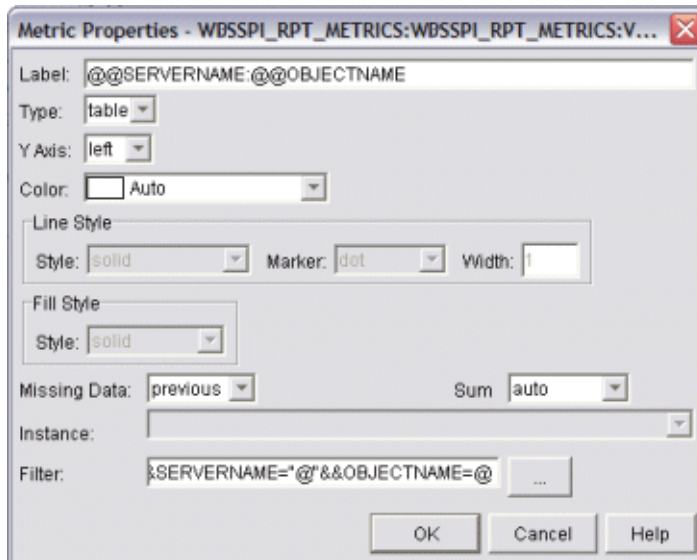 Metric Properties - WBSSPI_RPT_METRICS:WBSSPI_RPT_METRICS:V...
Label: @@SERVERNAME:@@OBJECTNAME
Type: table
Y Axis: left
Color: Auto
Line Style
Style: solid Marker: dot Width: 1
Fill Style
Style: solid
Missing Data: previous Sum auto
Instance:
Filter: &SERVERNAME="@"&&OBJECTNAME=@ ...
OK Cancel Help